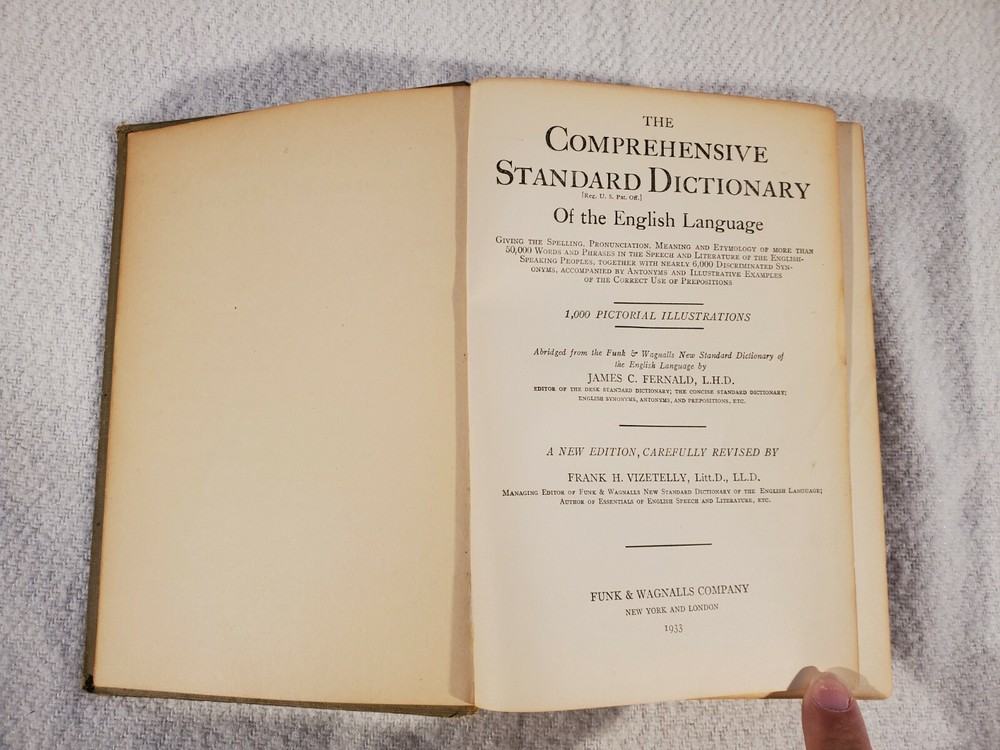 THE
COMPREHENSIVE
STANDARD DICTIONARY
[Reg. U. S. Pat. Off.]
Of the English Language
GIVING THE SPELLING, PRONUNCIATION, MEANING AND ETYMOLOGY OF MORE THAN
50,000 WORDS AND PHRASES IN THE SPEECH AND LITERATURE OF THE ENGLISH-
SPEAKING PEOPLES, TOGETHER WITH NEARLY 6,000 DISCRIMINATED SYN-
ONYMS, ACCOMPANIED BY ANTONYMS AND ILLUSTRATIVE EXAMPLES
OF THE CORRECT USE OF PREPOSITIONS
1,000 PICTORIAL ILLUSTRATIONS
Abridged from the Funk & Wagnalls New Standard Dictionary of
the English Language by
JAMES C. FERNALD, L.H.D.
EDITOR OF THE DESK STANDARD DICTIONARY; THE CONCISE STANDARD DICTIONARY;
ENGLISH SYNONYMS, ANTONYMS, AND PREPOSITIONS, ETC.
A NEW EDITION, CAREFULLY REVISED BY
FRANK H. VIZETELLY, Litt.D., LL.D.
MANAGING EDITOR OF FUNK & WAGNALLS NEW STANDARD DICTIONARY OF THE ENGLISH LANGUAGE;
AUTHOR OF ESSENTIALS OF ENGLISH SPEECH AND LITERATURE, ETC.
FUNK & WAGNALLS COMPANY
NEW YORK AND LONDON
1933